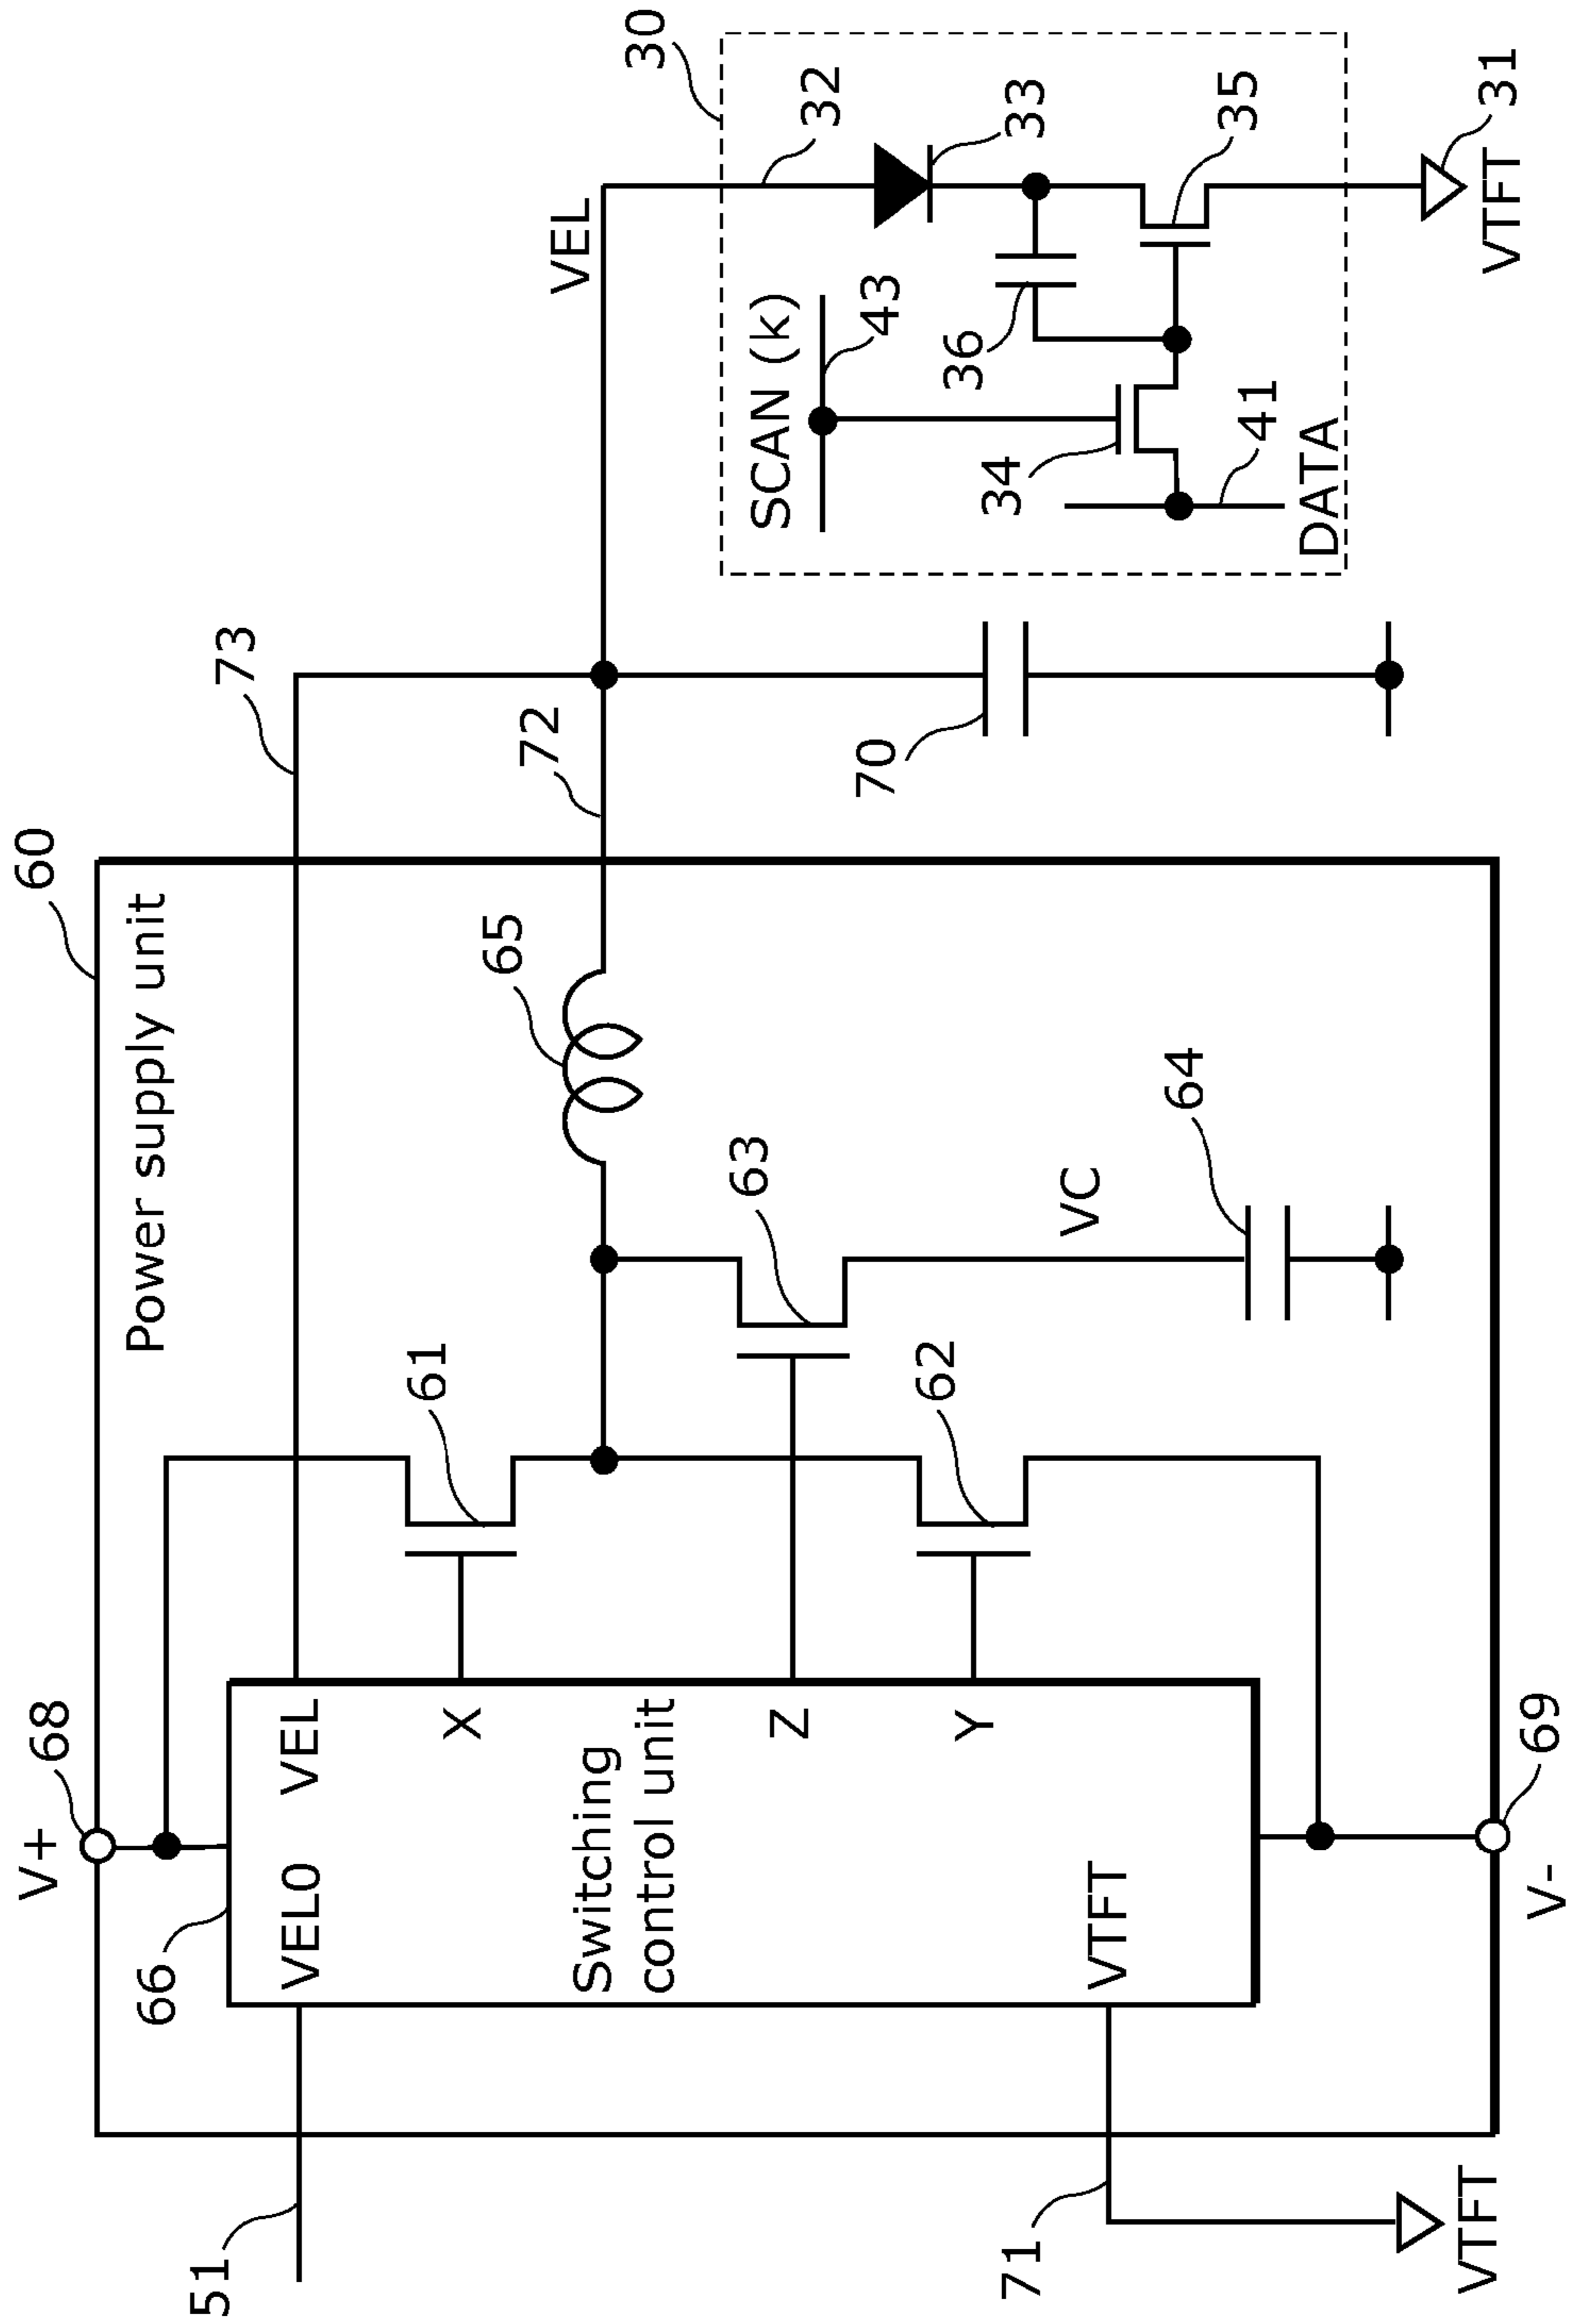 60
Power supply unit
V+
68
66
VEL0
VEL
X
Z
Y
Switching
control unit
VTFT
51
71
VTFT
V-
69
61
62
63
VC
64
65
73
72
70
VEL
30
32
SCAN (k)
43
33
36
35
34
41
DATA
31
VTFT